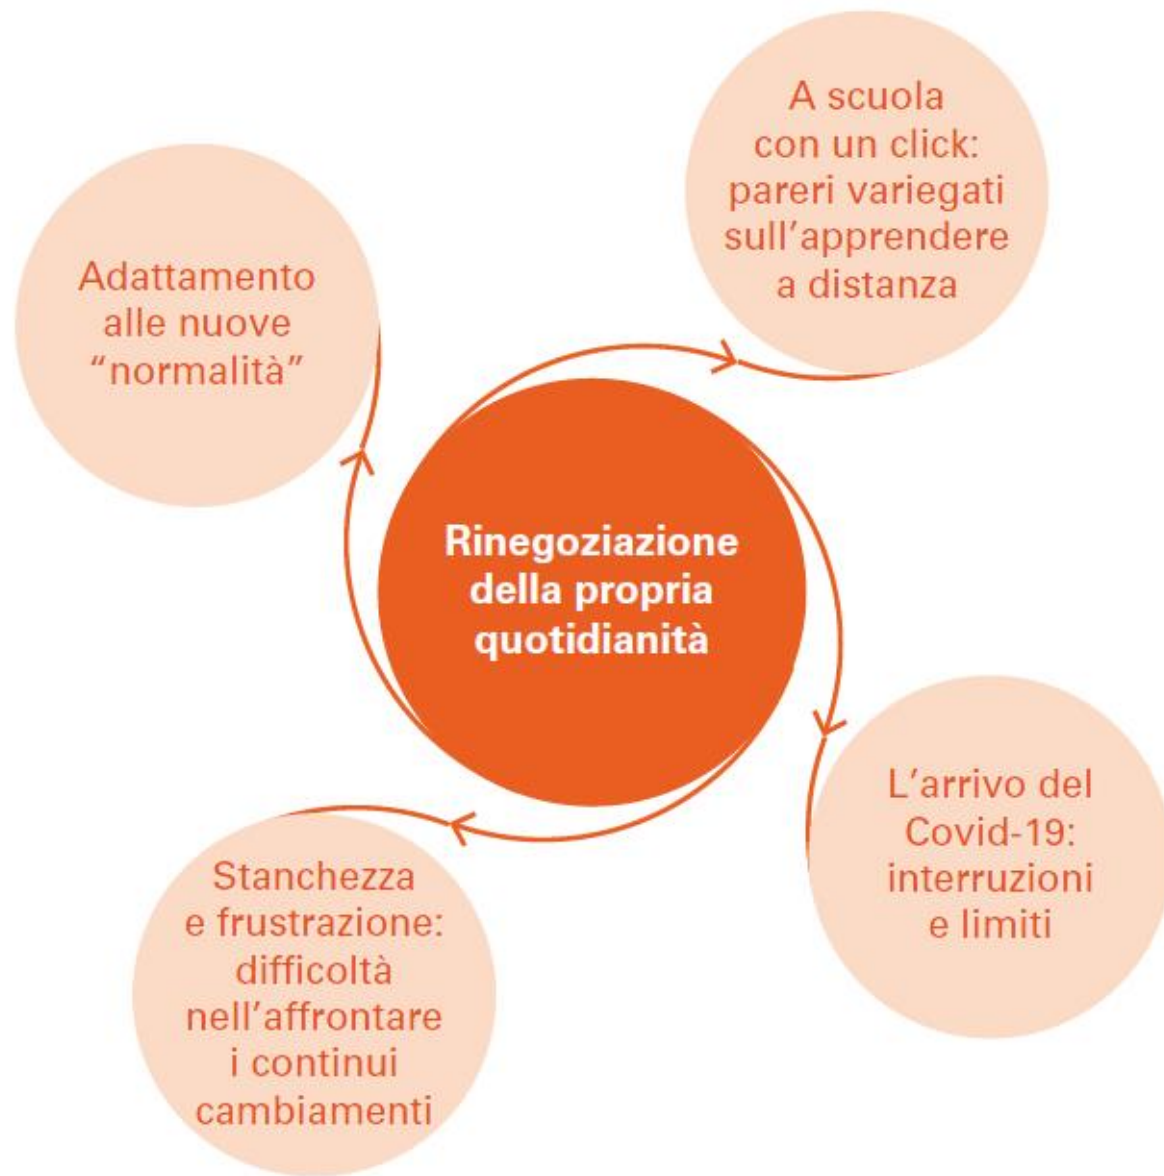 A scuola
con un click:
pareri variegati
sull’apprendere
a distanza
Adattamento
alle nuove
“normalità”
Rinegoziazione
della propria
quotidianità
L’arrivo del
Covid-19:
interruzioni
e limiti
Stanchezza
e frustrazione:
difficoltà
nell’affrontare
i continui
cambiamenti